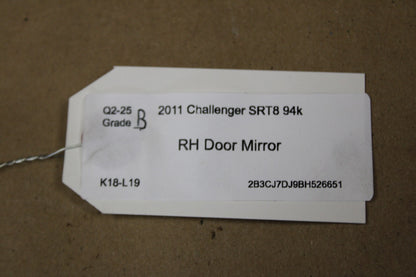 Q2-25 2011 Challenger SRT8 94k
Grade B
RH Door Mirror
K18-L19 2B3CJ7DJ9BH526651